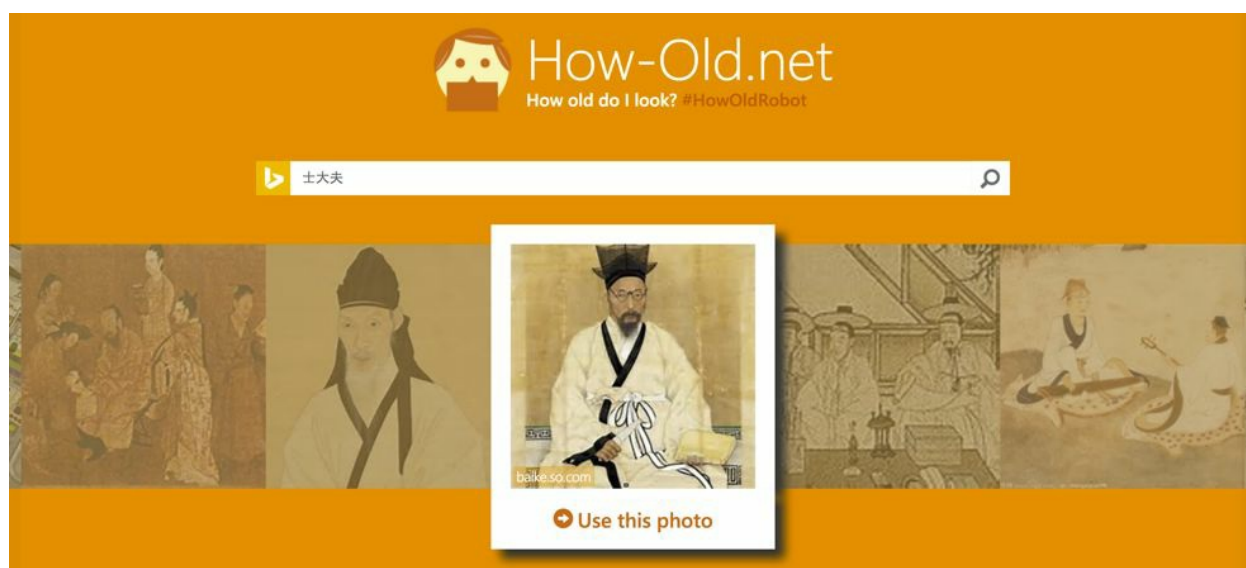 How-Old.net
How old do I look? #HowOldRobot
士大夫
baike.so.com
Use this photo